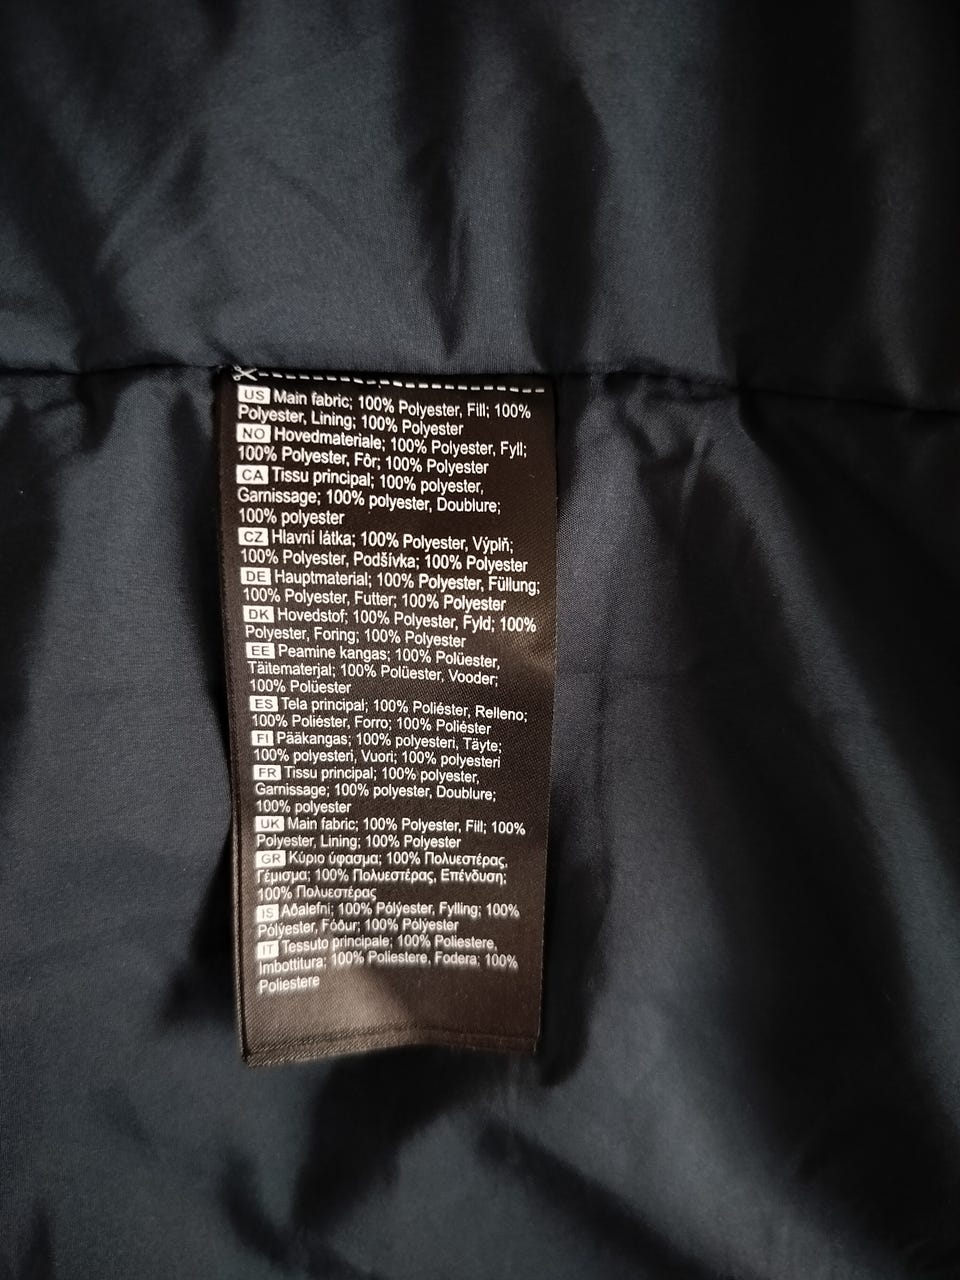 US Main fabric; 100% Polyester, Fill; 100%
Polyester, Lining; 100% Polyester
NO Hovedmateriale; 100% Polyester, Fyll;
100% Polyester, Fôr; 100% Polyester
CA Tissu principal; 100% polyester,
Garnissage; 100% polyester, Doublure;
100% polyester
CZ Hlavní látka; 100% Polyester, Výplň;
100% Polyester, Podšívka; 100% Polyester
DE Hauptmaterial; 100% Polyester, Füllung;
100% Polyester, Futter; 100% Polyester
DK Hovedstof; 100% Polyester, Fyld; 100%
Polyester, Foring; 100% Polyester
EE Peamine kangas; 100% Polüester,
Täitematerjal; 100% Polüester, Vooder;
100% Polüester
ES Tela principal; 100% Poliéster, Relleno;
100% Poliéster, Forro; 100% Poliéster
FI Pääkangas; 100% polyesteri, Täyte;
100% polyesteri, Vuori; 100% polyesteri
FR Tissu principal; 100% polyester,
Garnissage; 100% polyester, Doublure;
100% polyester
UK Main fabric; 100% Polyester, Fill; 100%
Polyester, Lining; 100% Polyester
GR Κύριο ύφασμα; 100% Πολυεστέρας,
Γέμισμα; 100% Πολυεστέρας, Επένδυση;
100% Πολυεστέρας
IS Aðalefni; 100% Pólýester, Fylling; 100%
Pólýester, Fóður; 100% Pólýester
IT Tessuto principale; 100% Poliestere,
Imbottitura; 100% Poliestere, Fodera; 100%
Poliestere